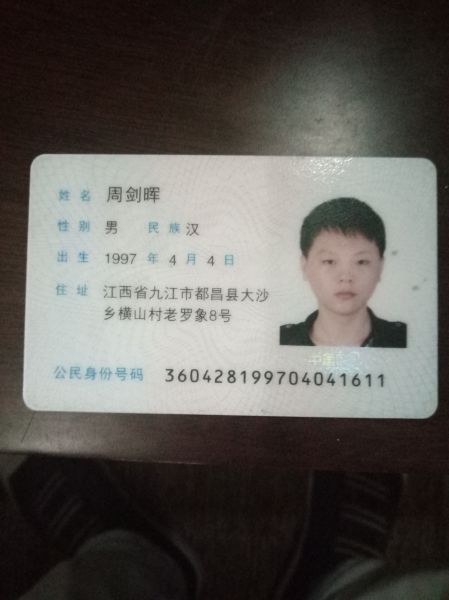 姓名 周剑晖
性别 男 民族 汉
出生 1997 年 4 月 4 日
住址 江西省九江市都昌县大沙
乡横山村老罗象8号
公民身份号码 360428199704041611